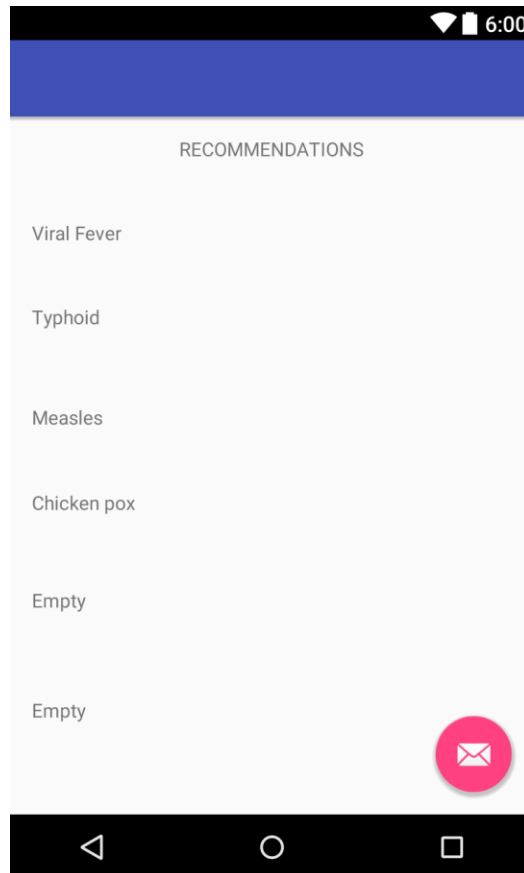 6:00
RECOMMENDATIONS
Viral Fever
Typhoid
Measles
Chicken pox
Empty
Empty